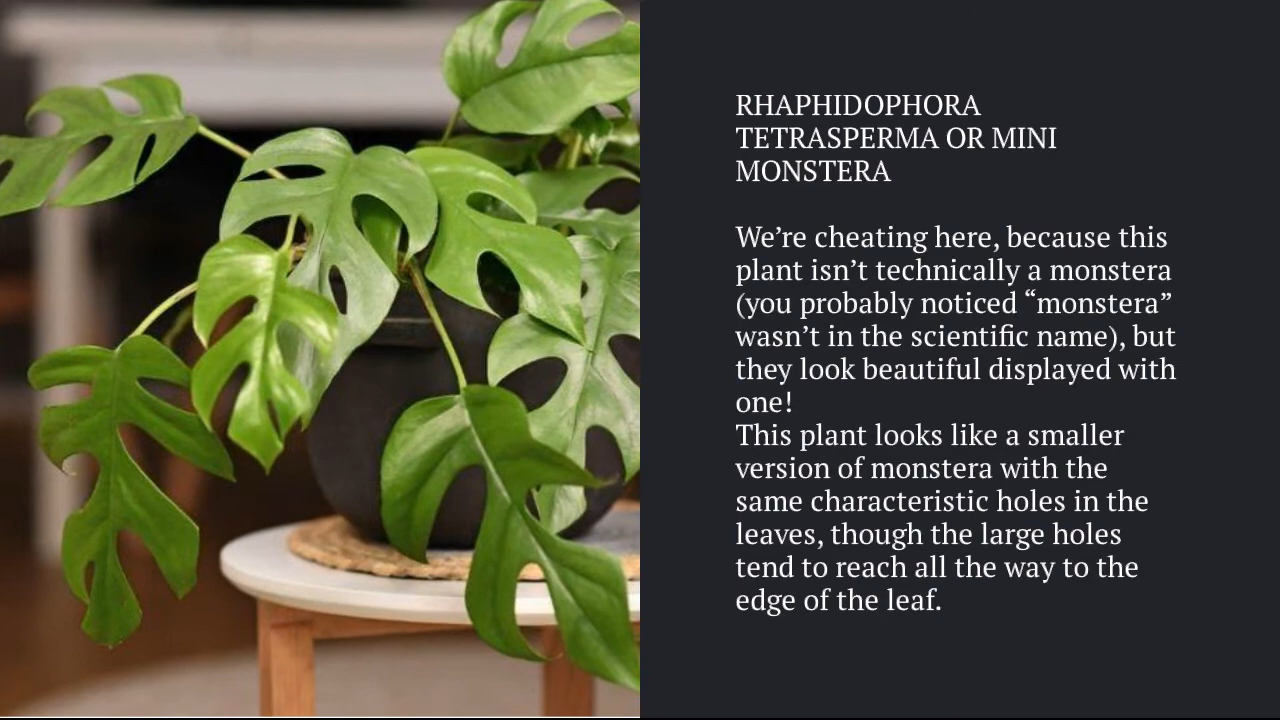 RHAPHIDOPHORA
TETRASPERMA OR MINI
MONSTERA
We’re cheating here, because this
plant isn’t technically a monstera
(you probably noticed “monstera”
wasn’t in the scientific name), but
they look beautiful displayed with
one!
This plant looks like a smaller
version of monstera with the
same characteristic holes in the
leaves, though the large holes
tend to reach all the way to the
edge of the leaf.